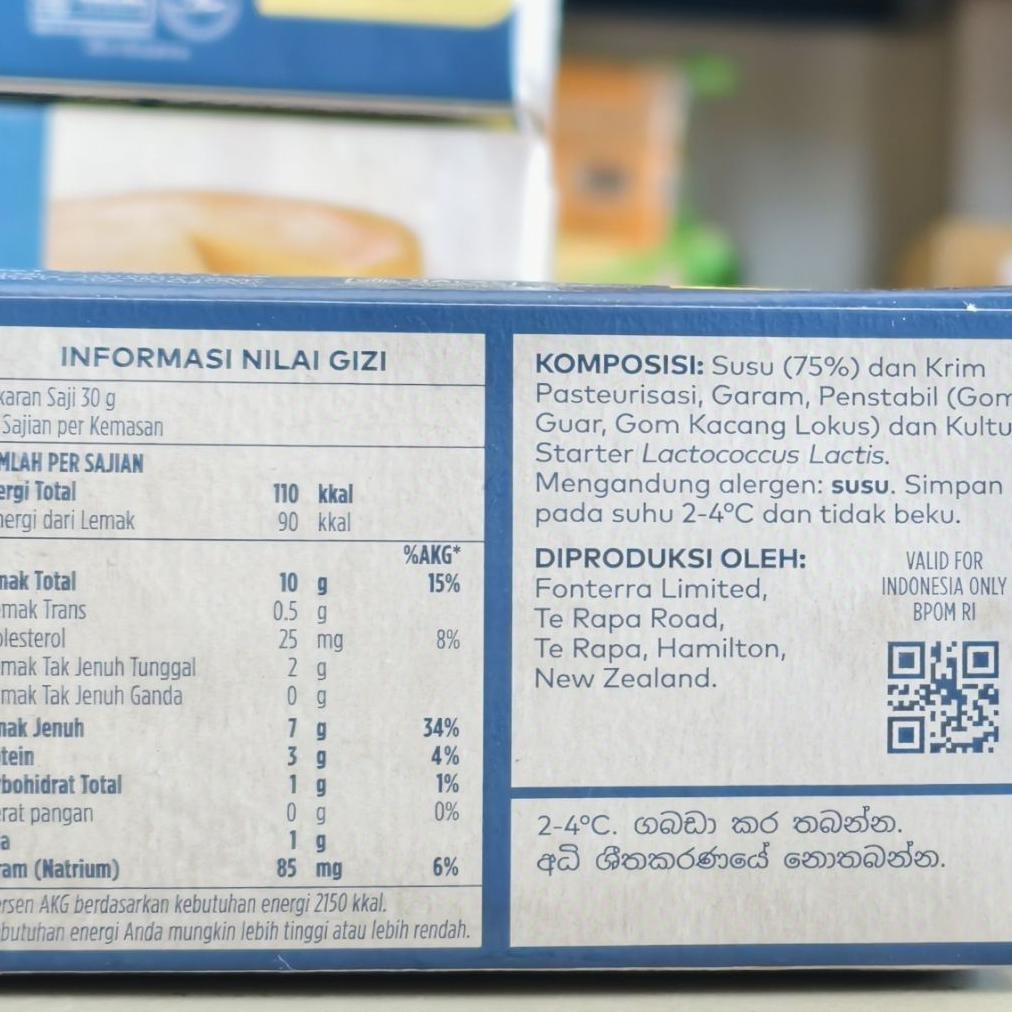 INFORMASI NILAI GIZI
karan Saji 30 g
Sajian per Kemasan
MLAH PER SAJIAN
ergi Total 110 kkal
nergi dari Lemak 90 kkal
%AKG*
mak Total 10 g 15%
emak Trans 0.5 g
olesterol 25 mg 8%
emak Tak Jenuh Tunggal 2 g
emak Tak Jenuh Ganda 0 g
mak Jenuh 7 g 34%
tein 3 g 4%
rbohidrat Total 1 g 1%
erat pangan 0 g 0%
a 1 g
ram (Natrium) 85 mg 6%
ersen AKG berdasarkan kebutuhan energi 2150 kkal.
butuhan energi Anda mungkin lebih tinggi atau lebih rendah.
KOMPOSISI: Susu (75%) dan Krim
Pasteurisasi, Garam, Penstabil (Gom
Guar, Gom Kacang Lokus) dan Kultu
Starter Lactococcus Lactis.
Mengandung alergen: susu. Simpan
pada suhu 2-4°C dan tidak beku.
DIPRODUKSI OLEH:
Fonterra Limited,
Te Rapa Road,
Te Rapa, Hamilton,
New Zealand.
VALID FOR
INDONESIA ONLY
BPOM RI
2-4°C. ගබඩා කර තබන්න.
අධි ශීතකරණයේ නොතබන්න.